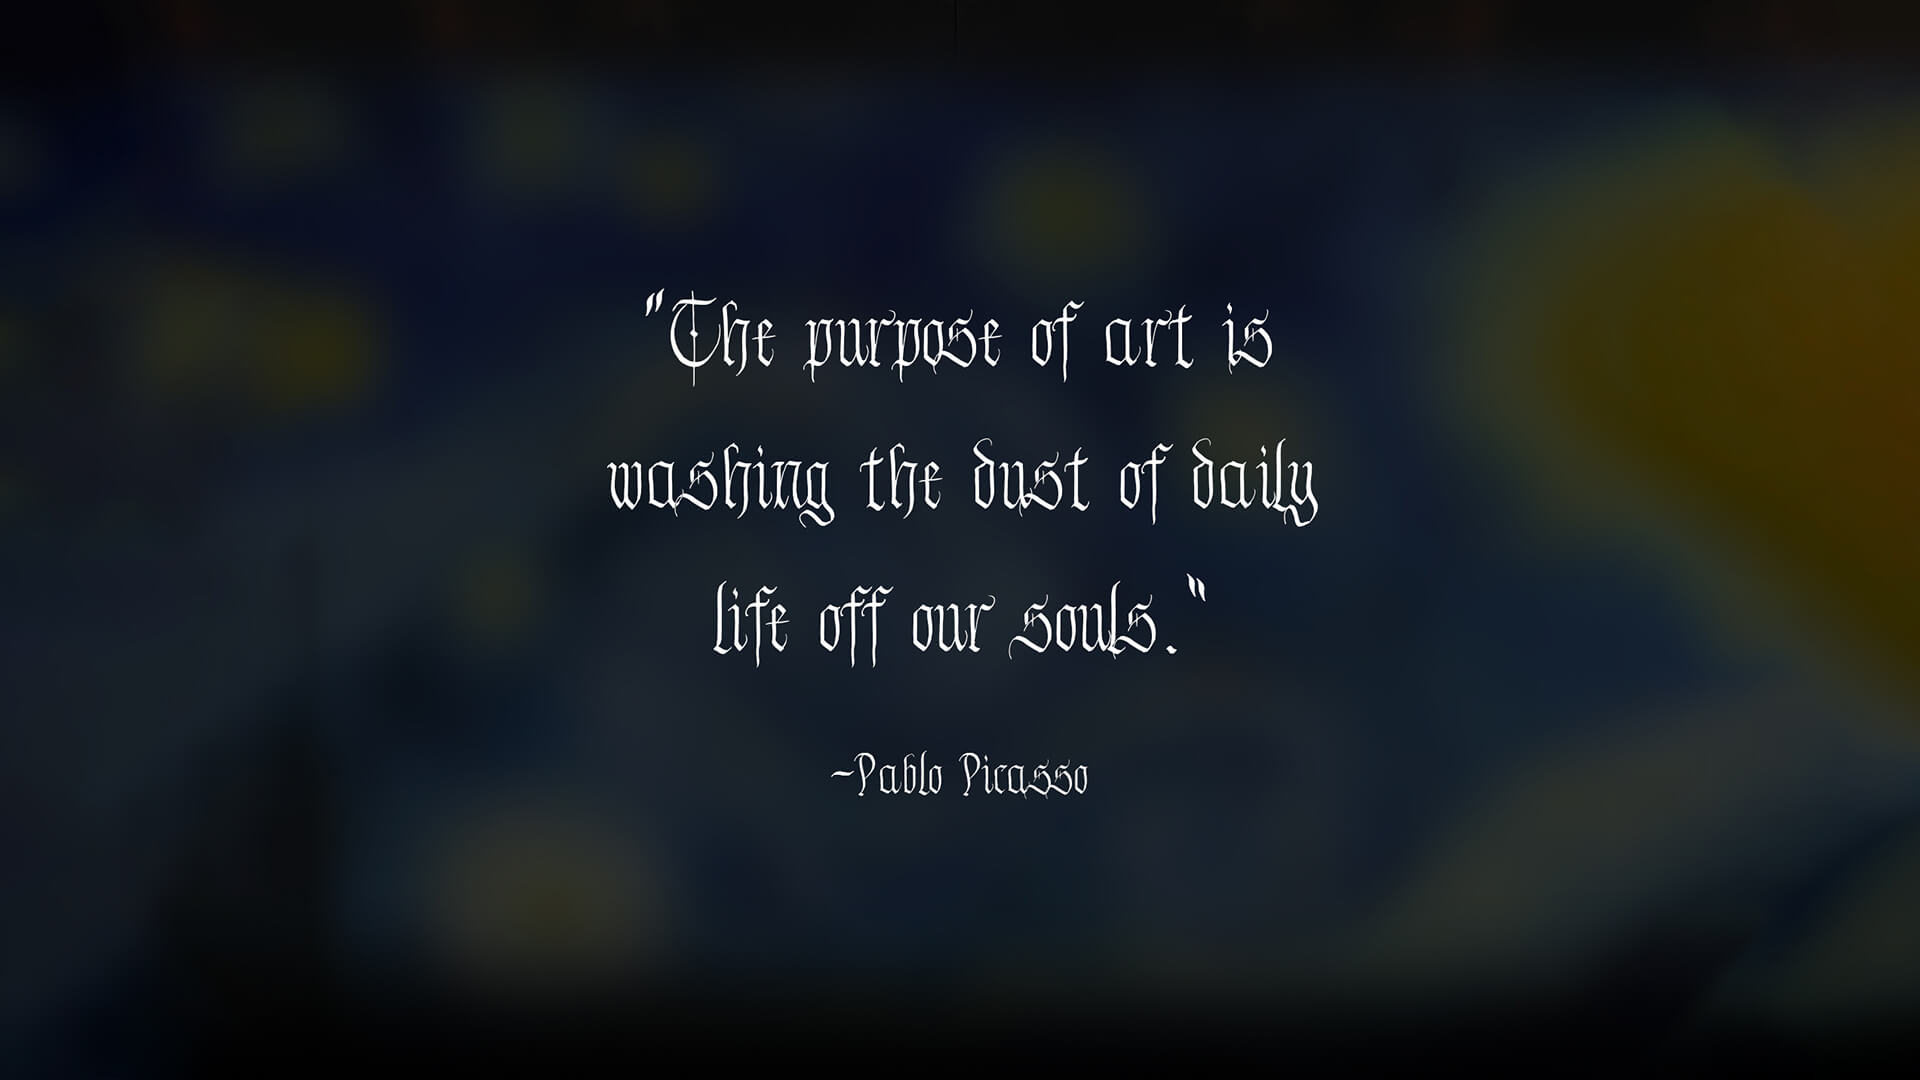 "The purpose of art is
washing the dust of daily
life off our souls."
~Pablo Picasso